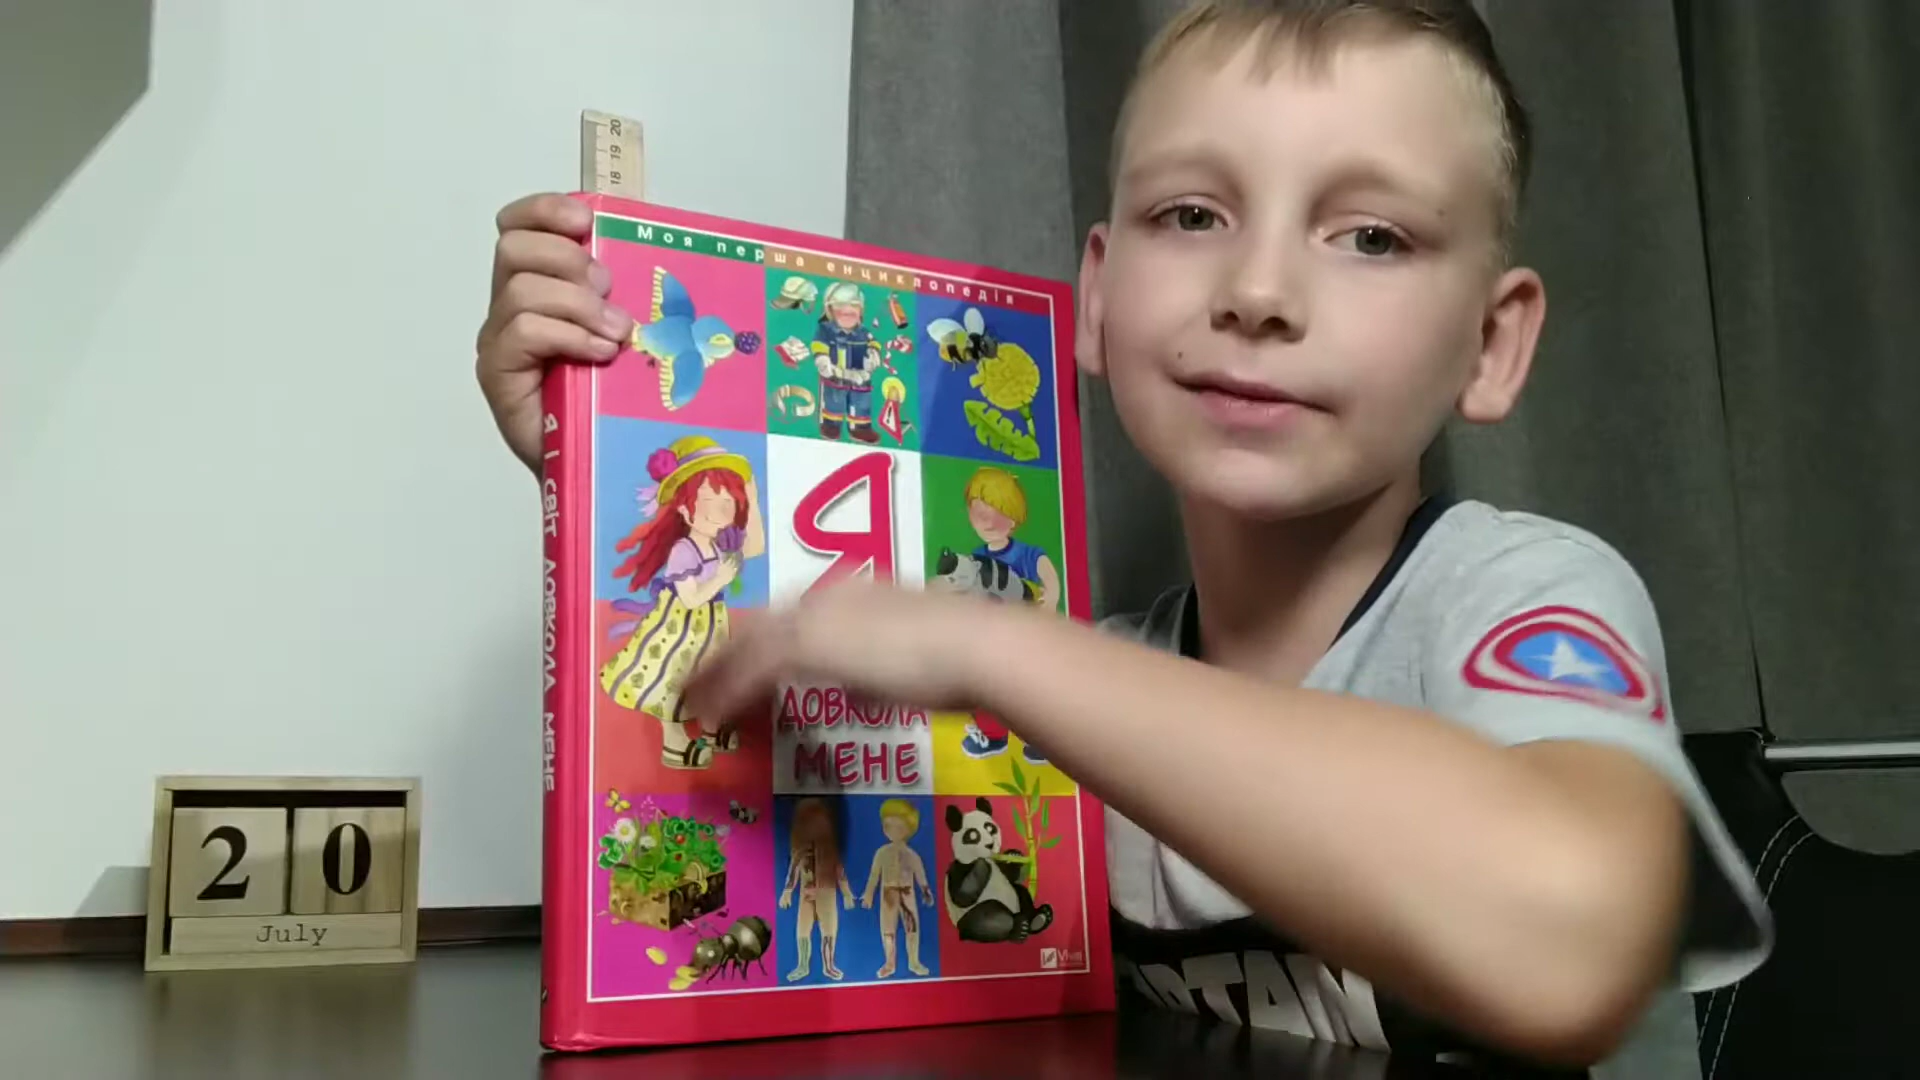 20
19
18
Моя перша енциклопедія
Я
ДОВКОЛА
МЕНЕ
Я І СВІТ ДОВКОЛА МЕНЕ
20
July